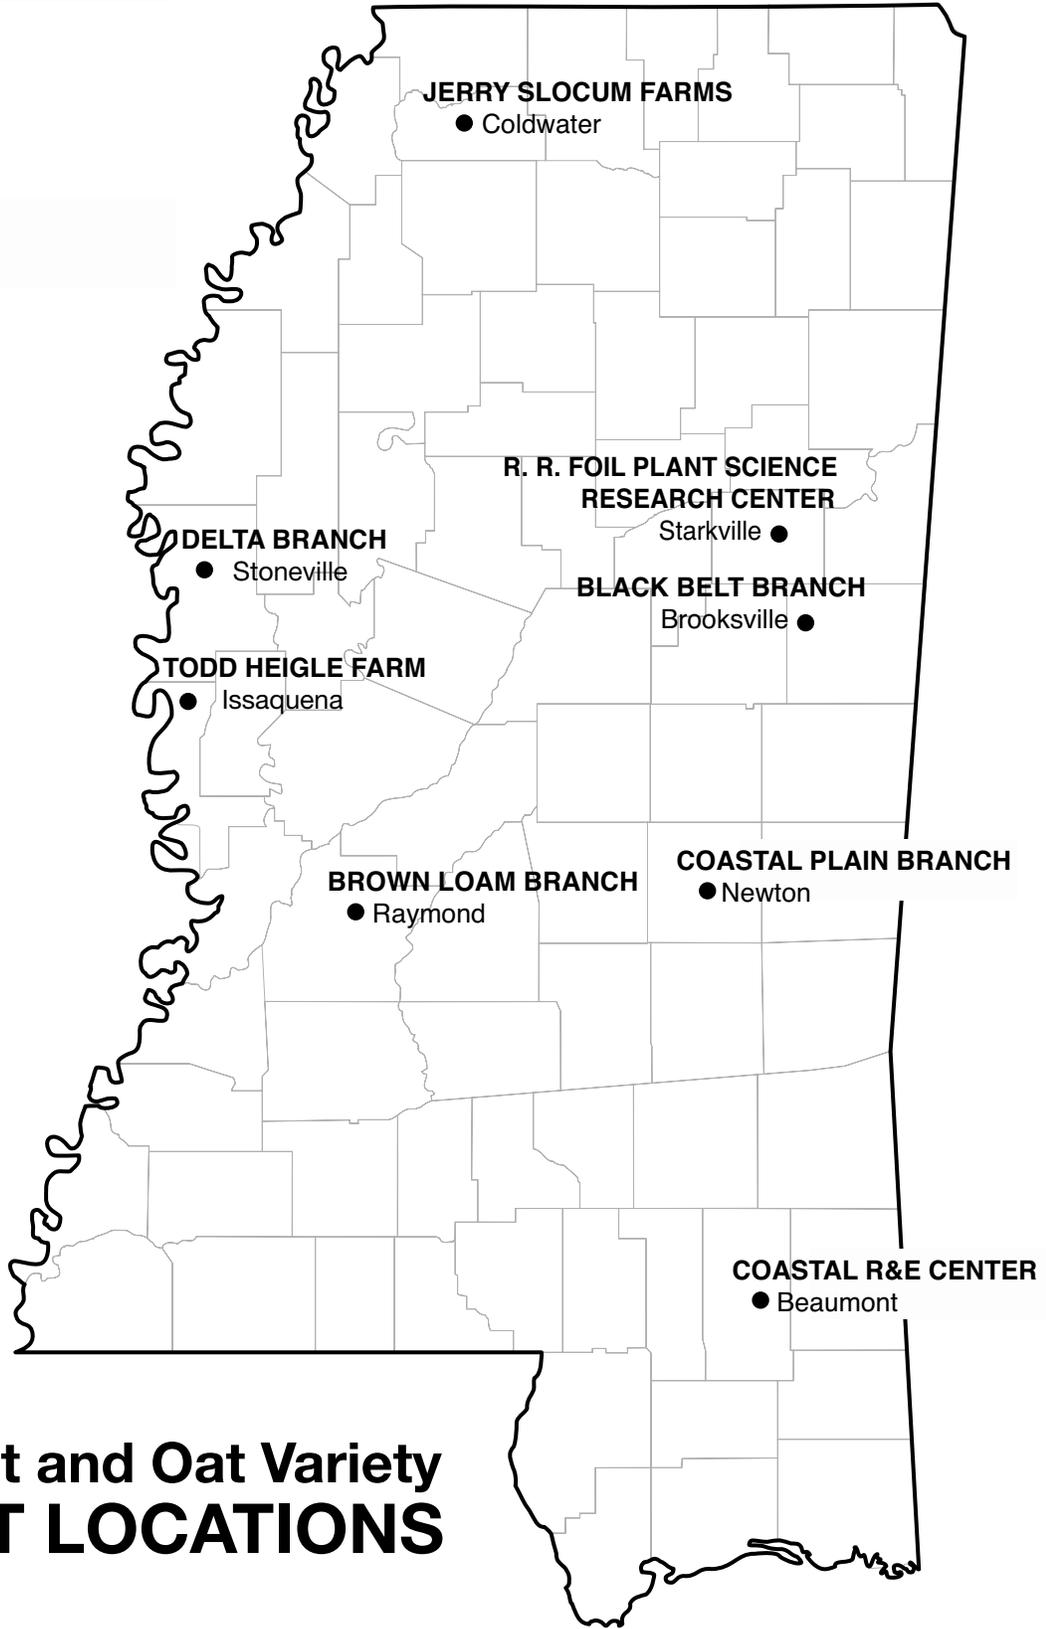 JERRY SLOCUM FARMS
Coldwater
R. R. FOIL PLANT SCIENCE
RESEARCH CENTER
Starkville
DELTA BRANCH
Stoneville
BLACK BELT BRANCH
Brooksville
TODD HEIGLE FARM
Issaquena
COASTAL PLAIN BRANCH
Newton
BROWN LOAM BRANCH
Raymond
COASTAL R&E CENTER
Beaumont
t and Oat Variety
T LOCATIONS